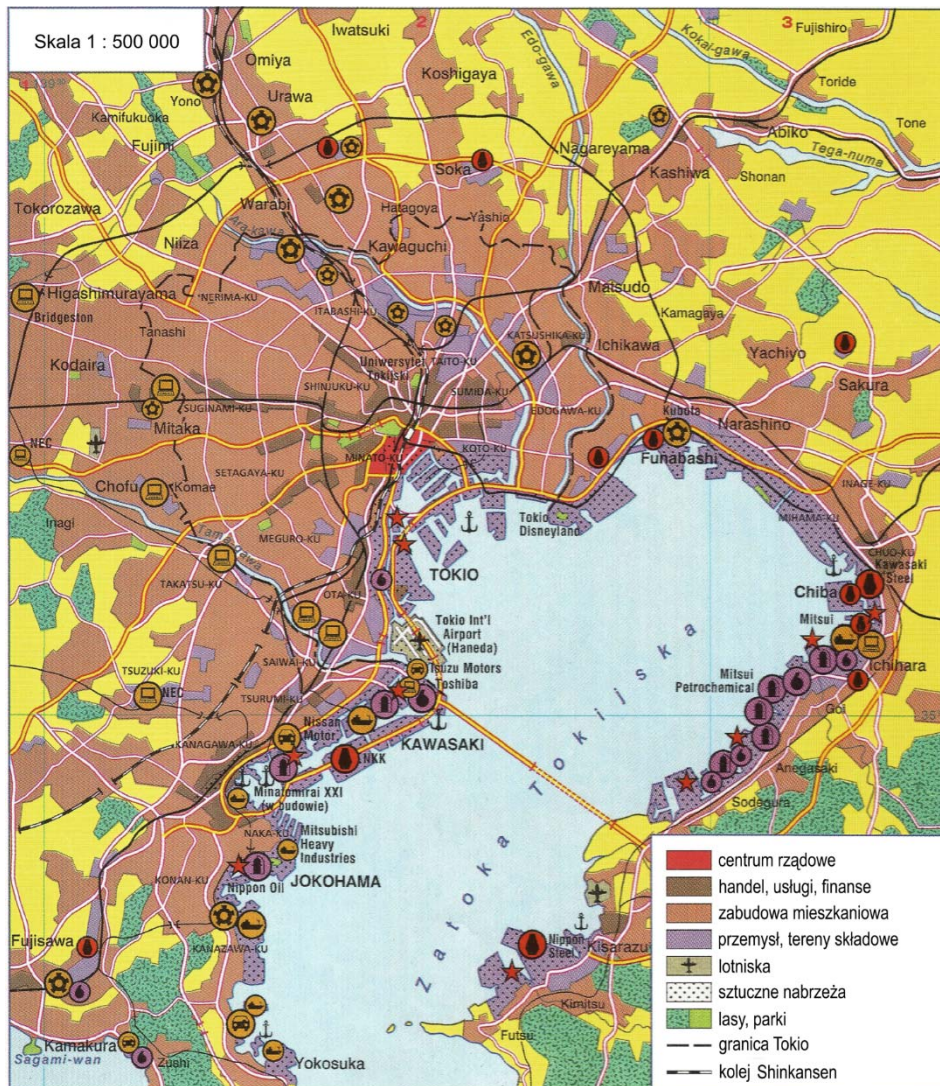 Skala 1 : 500 000
2
3
Iwatsuki
Fujishiro
Omiya
Edo-gawa
Kokai-gawa
Koshigaya
Toride
Yono
Urawa
Kamifukuoka
Tone
Fujimi
Abiko
Nagareyama
Tega-numa
Soka
Kashiwa
Shonan
Tokorozawa
Warabi
Hatagoya
Yashio
Ara-kawa
Niiza
Kawaguchi
Matsudo
Higashimurayama
NERIMA-KU
Bridgeston
ITABASHI-KU
Kamagaya
Tanashi
KATSUSHIKA-KU
Ichikawa
Yachiyo
Kodaira
Uniwersytet
Tokijski
TAITO-KU
SHINJUKU-KU
SUMIDA-KU
Sakura
SUGINAMI-KU
EDOGAWA-KU
Kubota
Mitaka
Narashino
NEC
MINATO-KU
KOTO-KU
Funabashi
SETAGAYA-KU
INAGE-KU
Chofu
Komae
Tokio
Disneyland
MIHAMA-KU
Inagi
MEGURO-KU
Tama-gawa
CHUO-KU
Kawasaki
Steel
TOKIO
TAKATSU-KU
OTA-KU
Chiba
Tokio Int'l
Airport
(Haneda)
Mitsui
SAIWAI-KU
Ichihara
TSUZUKI-KU
Tsuzu Motors
Mitsui
Petrochemical
NEC
TSURUMI-KU
Toshiba
Goi
Nissan
Motor
KANAGAWA-KU
KAWASAKI
NKK
Anegasaki
Minatomirai XXI
(w budowie)
Sodegura
NAKA-KU
Mitsubishi
Heavy
Industries
Zatoka Tokijska
KONAN-KU
Nippon Oil
JOKOHAMA
Fujisawa
KANAZAWA-KU
Nippon
Steel
Kisarazu
Kimitsu
Futsu
Kamakura
Zushi
Sagami-wan
Yokosuka
centrum rządowe
handel, usługi, finanse
zabudowa mieszkaniowa
przemysł, tereny składowe
lotniska
sztuczne nabrzeża
lasy, parki
granica Tokio
kolej Shinkansen